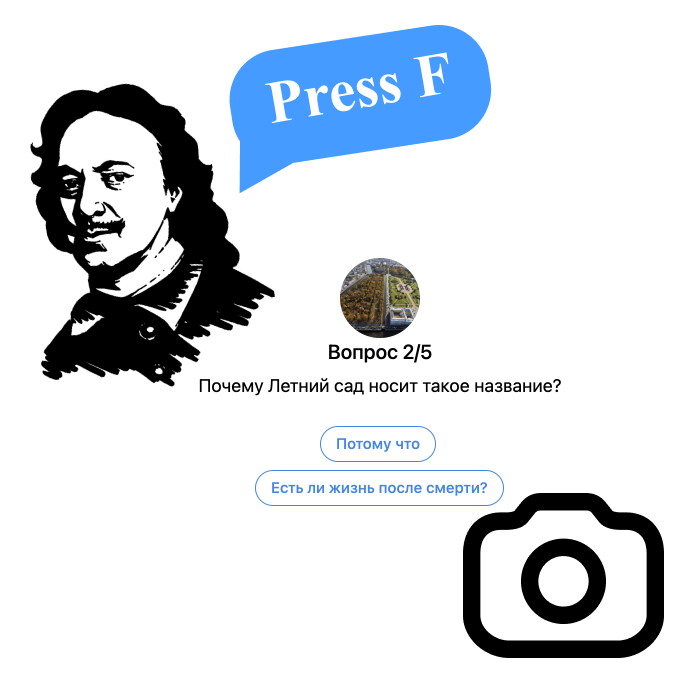 Press F
Вопрос 2/5
Почему Летний сад носит такое название?
Потому что
Есть ли жизнь после смерти?